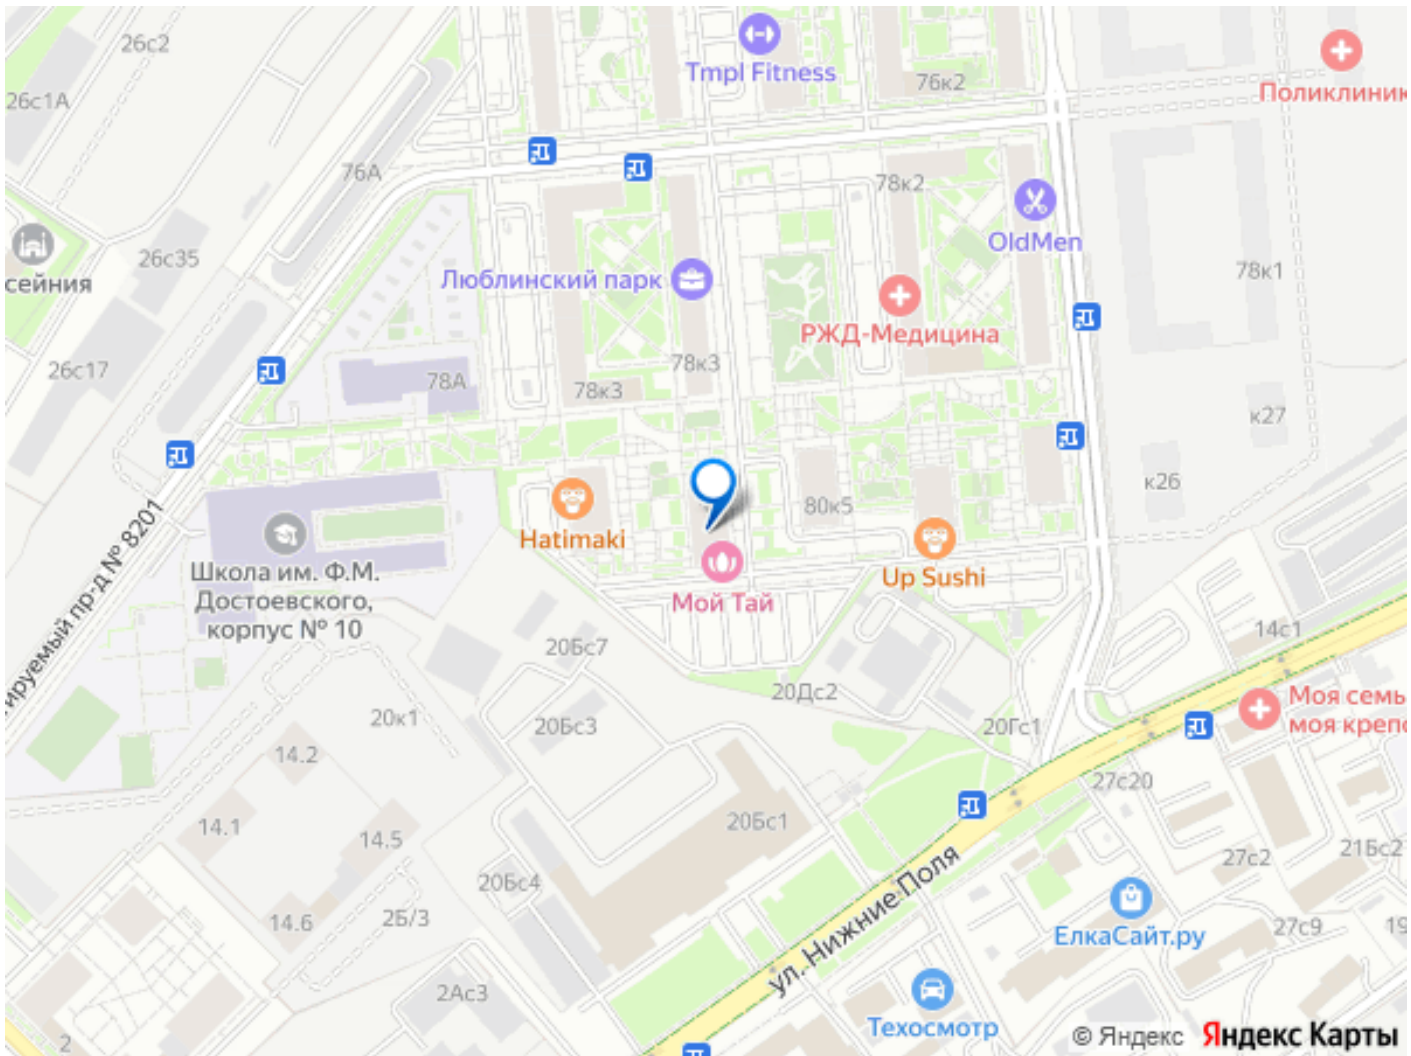 26с2
Tmpl Fitness
76к2
Поликлиник
26с1А
76А
78к2
OldMen
26с35
сейния
Люблинский парк
78к1
РЖД-Медицина
26с17
78А
78к3
78к3
к27
к26
80к5
Hatimaki
Up Sushi
Мой Тай
Школа им. Ф.М.
Достоевского,
корпус № 10
ируемый пр-д № 8201
14с1
20Бс7
20Дс2
Моя семь
моя крепо
20к1
20Бс3
20Гс1
14.2
27с20
14.1
14.5
20Бс1
27с2
21Бс2
20Бс4
ул. Нижние Поля
14.6
2Б/3
ЕлкаСайт.ру
27с9
19
2Ас3
Техосмотр
2
© Яндекс Яндекс Карты